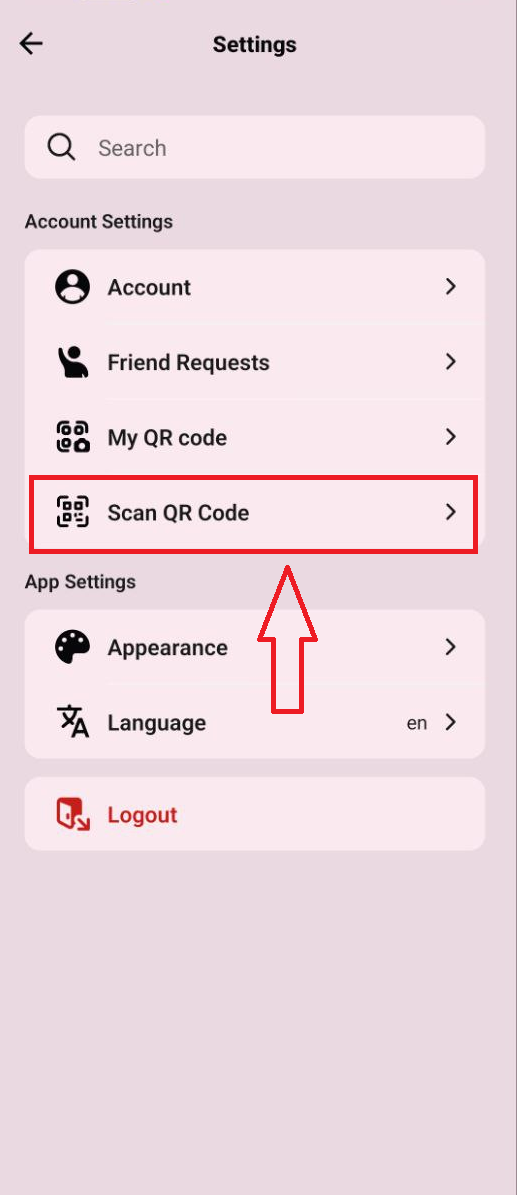 Settings
Search
Account Settings
Account
Friend Requests
My QR code
Scan QR Code
App Settings
Appearance
Language en
Logout